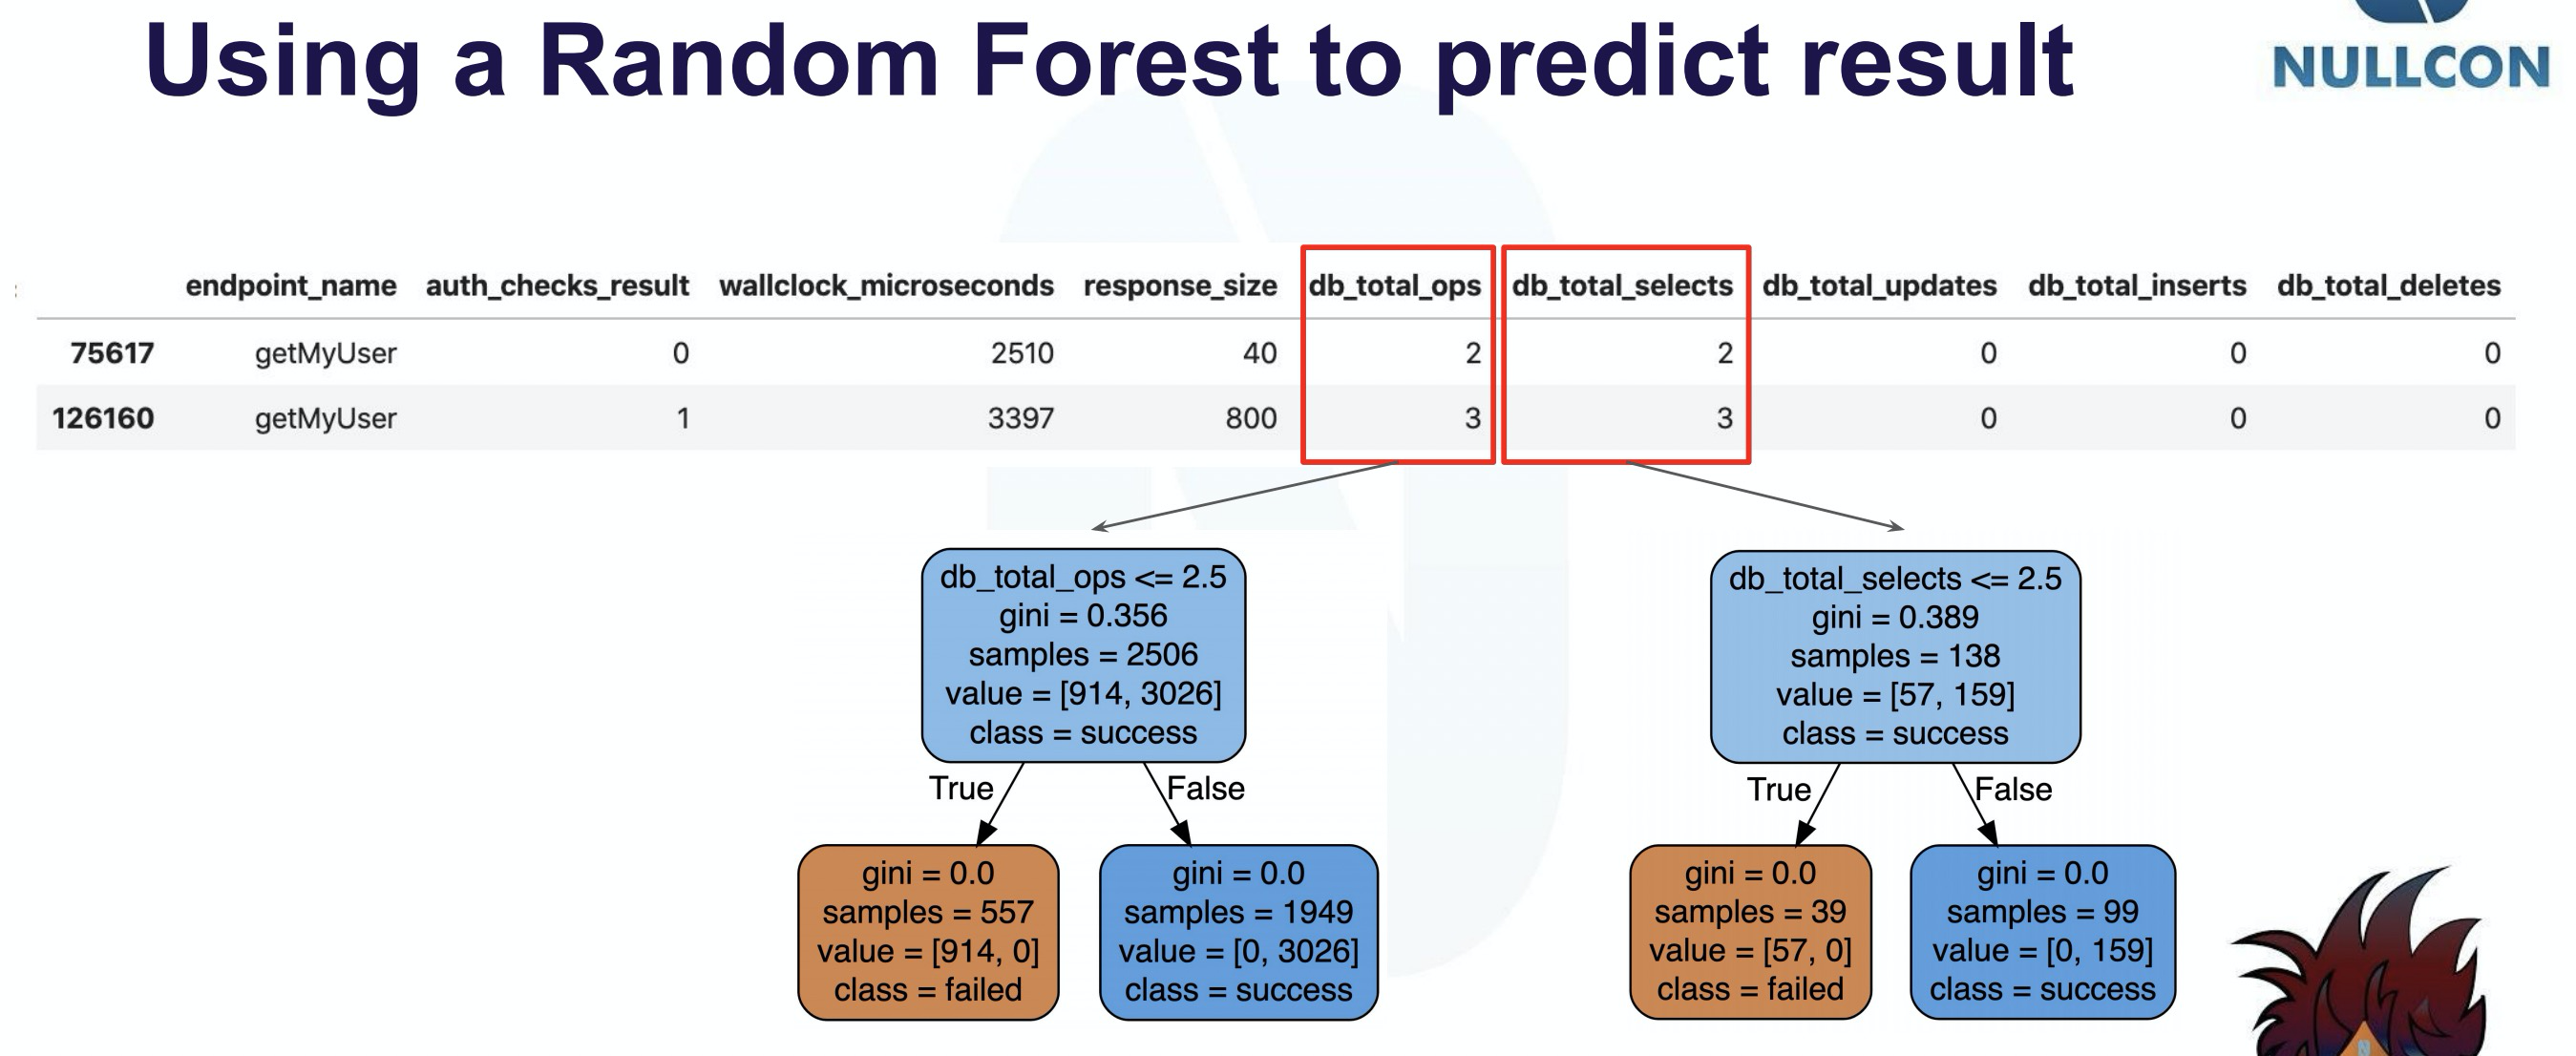 Using a Random Forest to predict result
NULLCON
endpoint_name auth_checks_result wallclock_microseconds response_size db_total_ops db_total_selects db_total_updates db_total_inserts db_total_deletes
75617 getMyUser 0 2510 40 2 2 0 0 0
126160 getMyUser 1 3397 800 3 3 0 0 0
db_total_ops <= 2.5
gini = 0.356
samples = 2506
value = [914, 3026]
class = success
True
False
gini = 0.0
samples = 557
value = [914, 0]
class = failed
gini = 0.0
samples = 1949
value = [0, 3026]
class = success
db_total_selects <= 2.5
gini = 0.389
samples = 138
value = [57, 159]
class = success
True
False
gini = 0.0
samples = 39
value = [57, 0]
class = failed
gini = 0.0
samples = 99
value = [0, 159]
class = success